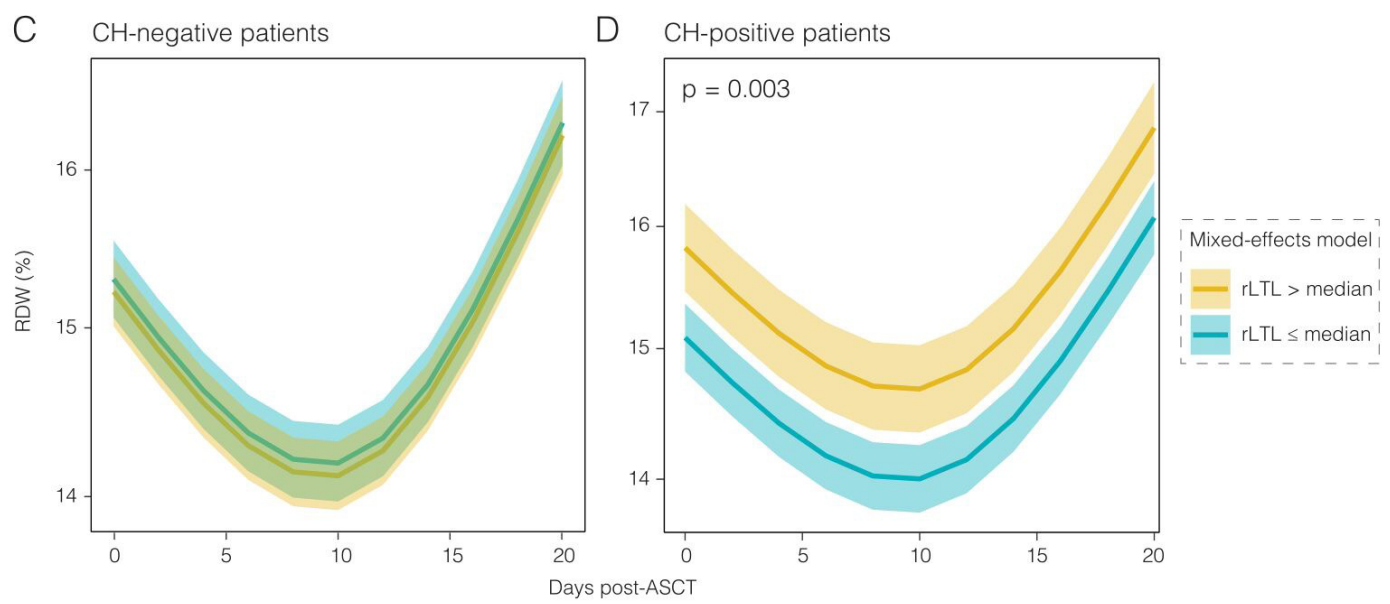 C CH-negative patients
RDW (%)
16
15
14
0 5 10 15 20
D CH-positive patients
p = 0.003
17
16
15
14
0 5 10 15 20
Days post-ASCT
Mixed-effects model
rLTL > median
rLTL ≤ median